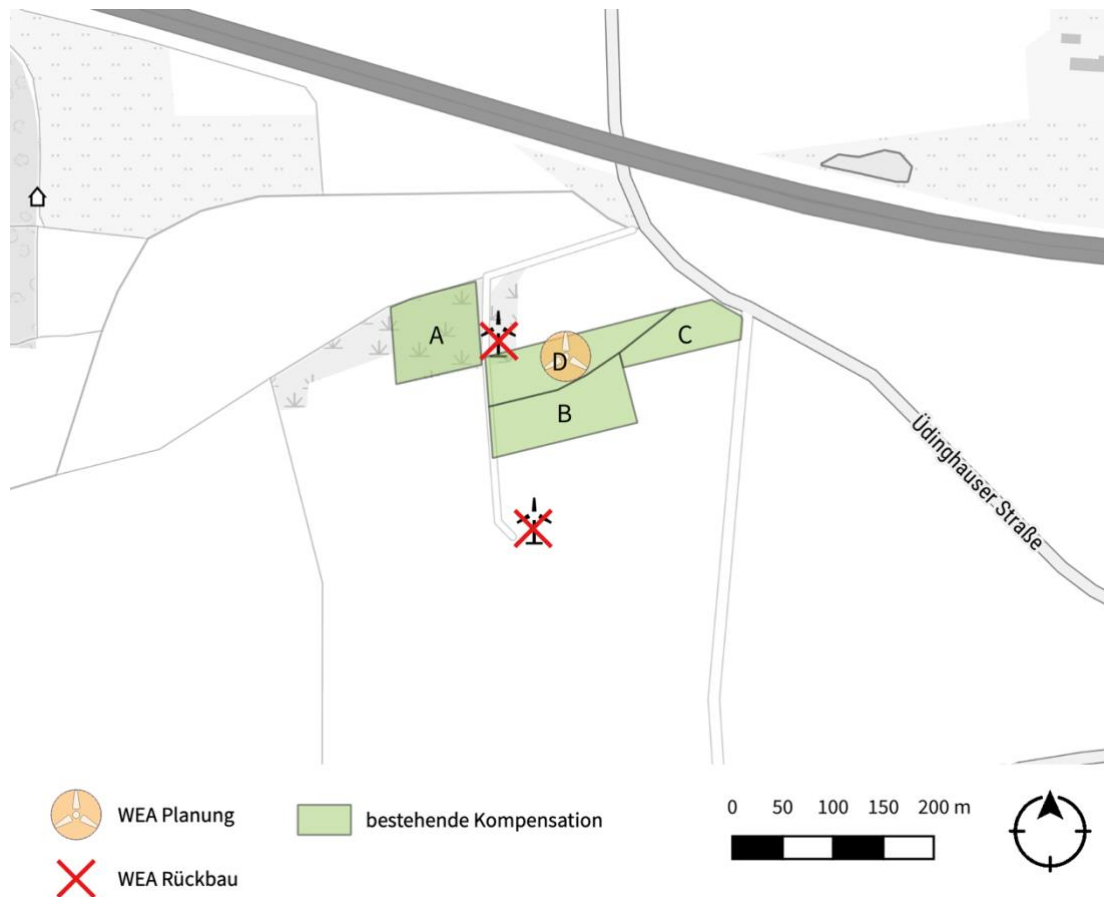 A
C
D
B
Üdinghauser Straße
WEA Planung
bestehende Kompensation
0 50 100 150 200 m
WEA Rückbau